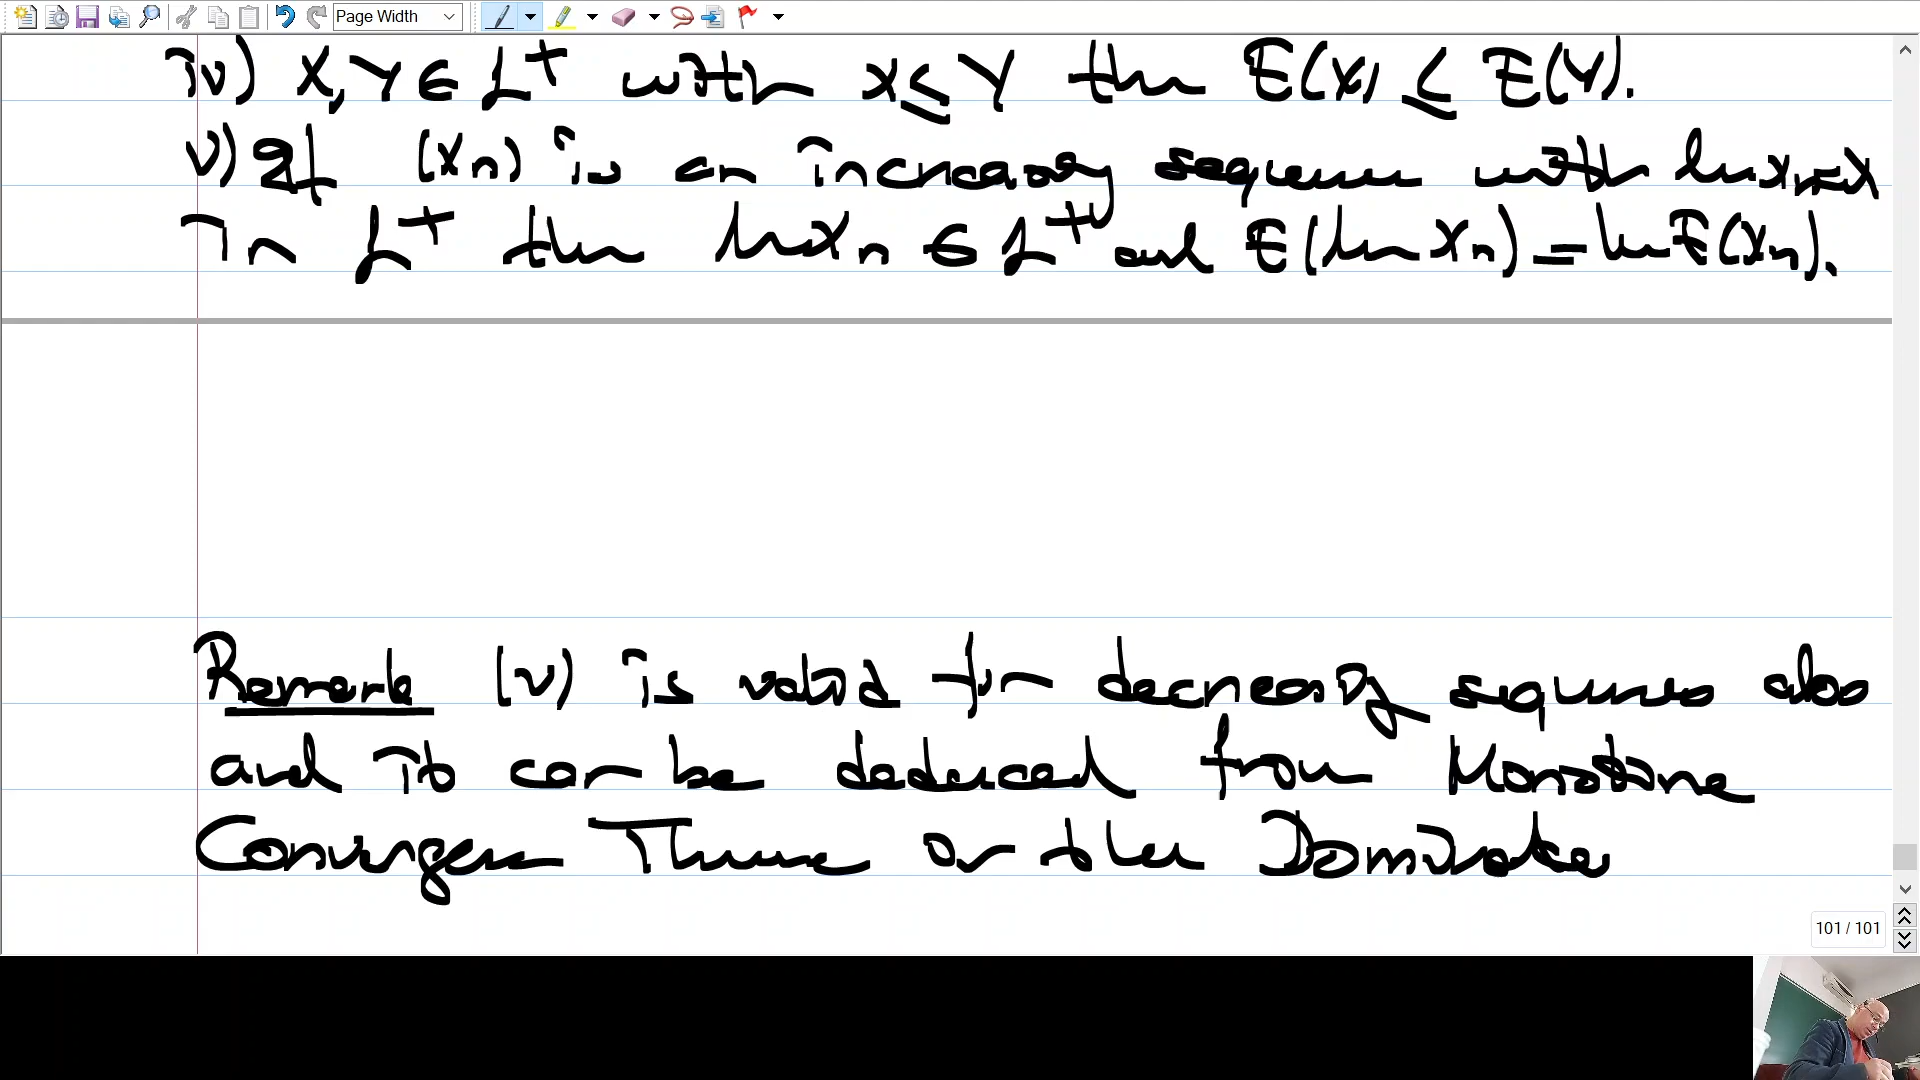 Page Width
iv) X, Y ∈ L⁺ with X ≤ Y then E(X) ≤ E(Y).
v) If (Xn) is an increasing sequence with lim Xn = X
in L⁺ then lim Xn ∈ L⁺ and E(lim Xn) = lim E(Xn).
Remark (v) is valid for decreasing sequences also
and it can be deduced from Monotone
Convergence Theorem or the Dominated
101 / 101